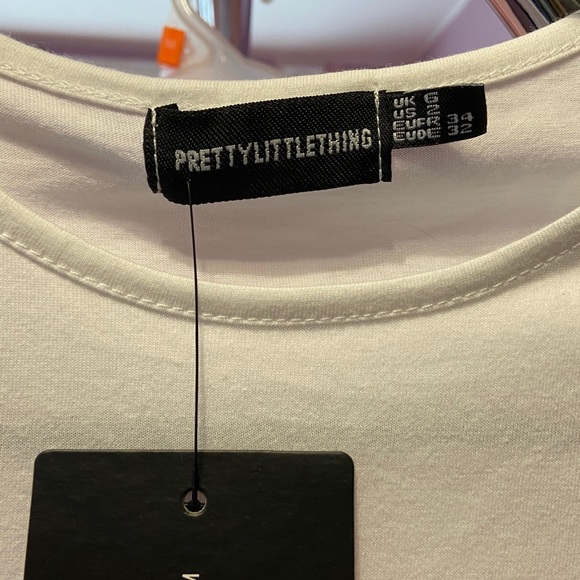 PRETTYLITTLETHING
UK 6
US 2
EUFR 34
EUDE 32